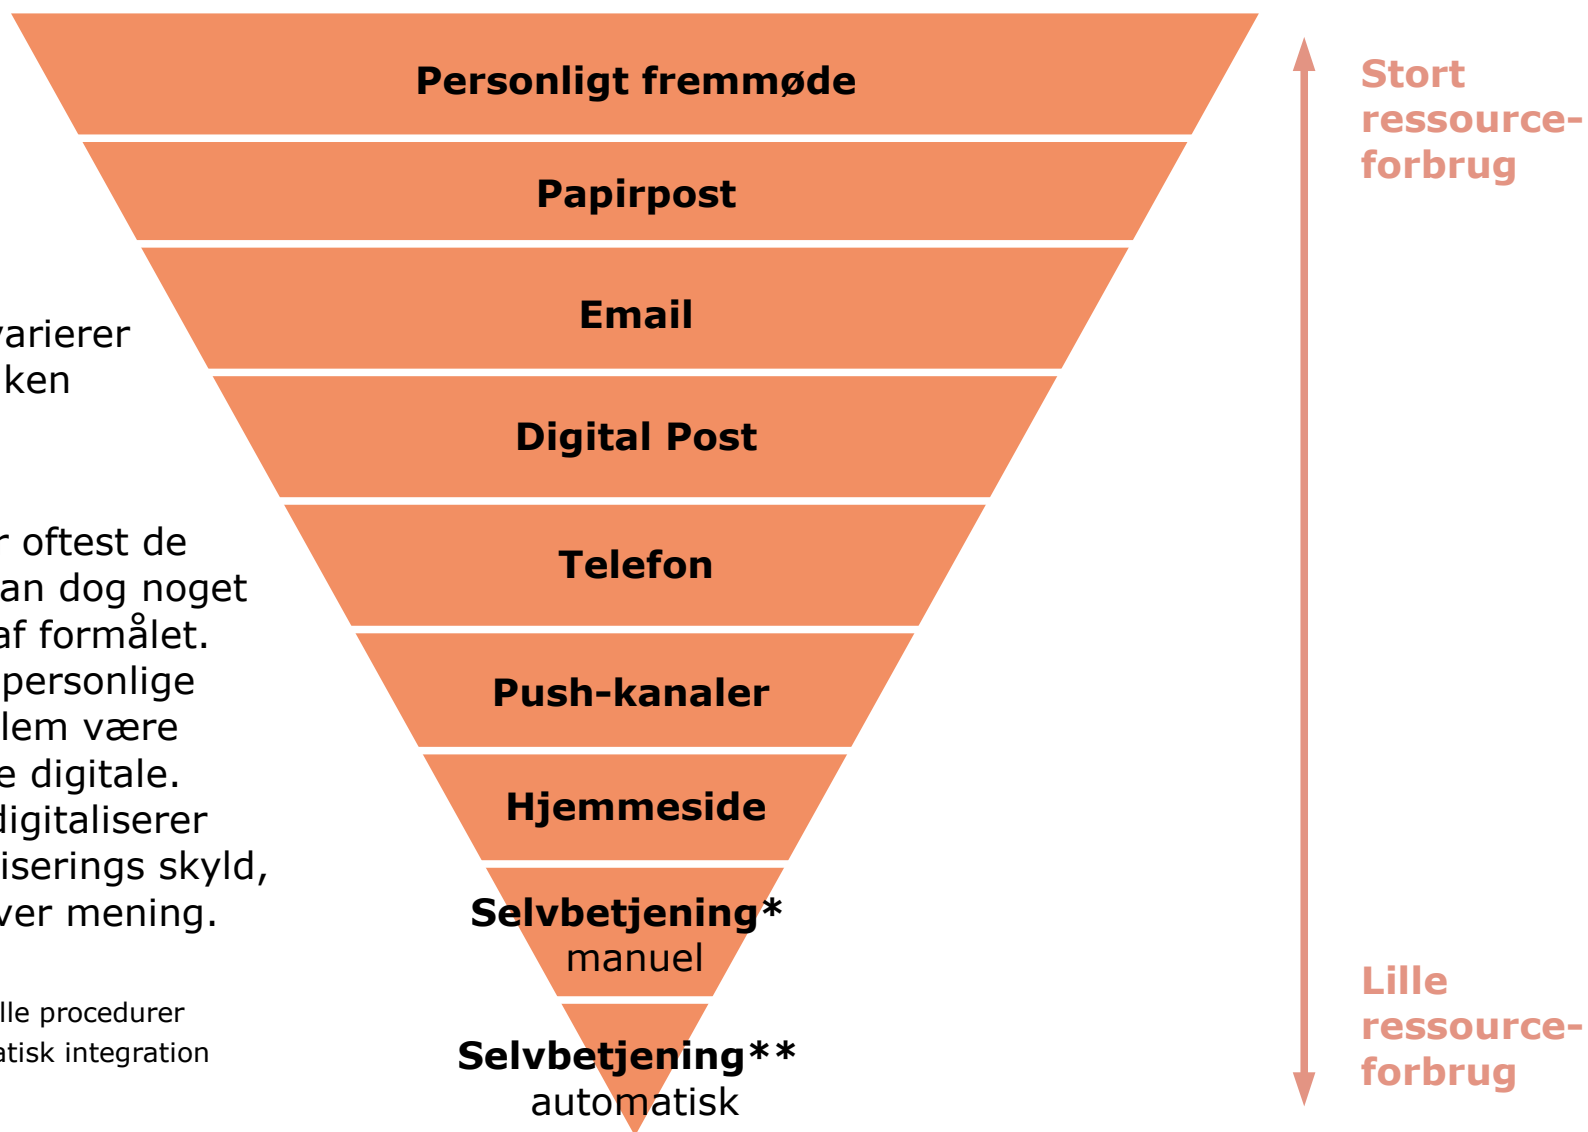 Personligt fremmøde
Papirpost
Email
Digital Post
Telefon
Push-kanaler
Hjemmeside
Selvbetjening*
manuel
Selvbetjening**
automatisk
Stort
ressource-
forbrug
Lille
ressource-
forbrug
varierer
ken
r oftest de
an dog noget
af formålet.
personlige
lem være
e digitale.
digitaliserer
iserings skyld,
ver mening.
lle procedurer
atisk integration